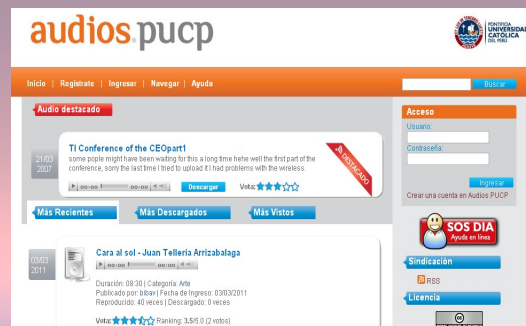 audios.pucp
PONTIFICIA
UNIVERSIDAD
CATÓLICA
DEL PERÚ
Inicio | Regístrate | Ingresar | Navegar | Ayuda
Buscar
Audio destacado
21/03
2007
TI Conference of the CEOpart1
some pople might have been waiting for this a long time hehe well the first part of the
conference, sorry the last time I tried to upload it I had problems with the wireless.
00:00 00:00
Descargar
Vota:
DESTACADO
Acceso
Usuario:
Contraseña:
Ingresar
Crear una cuenta en Audios PUCP
Más Recientes
Más Descargados
Más Vistos
SOS DIA
Ayuda en línea
Sindicación
RSS
Licencia
03/03
2011
Cara al sol - Juan Tellería Arrizabalaga
00:00 00:00
Duración: 08:30 | Categoría: Arte
Publicado por: bibav | Fecha de Ingreso: 03/03/2011
Reproducido: 40 veces | Descargado: 0 veces
Vota: Ranking: 3.5/5.0 (2 votos)
cc